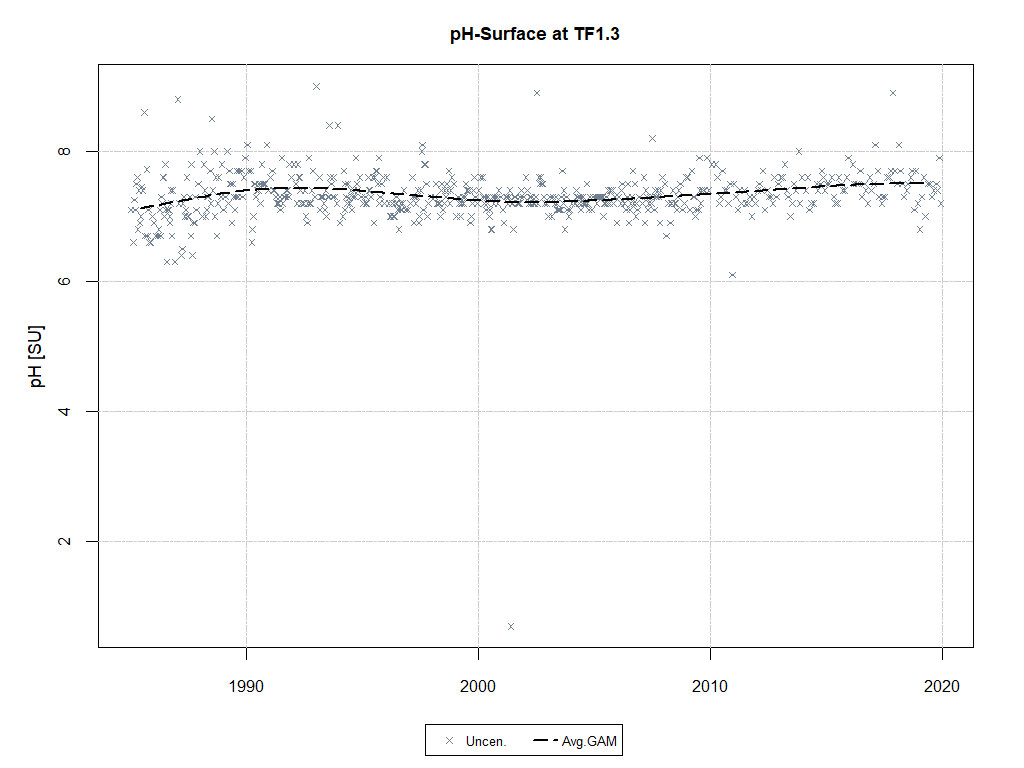 pH-Surface at TF1.3
8
6
4
2
pH [SU]
1990 2000 2010 2020
Uncen. Avg.GAM